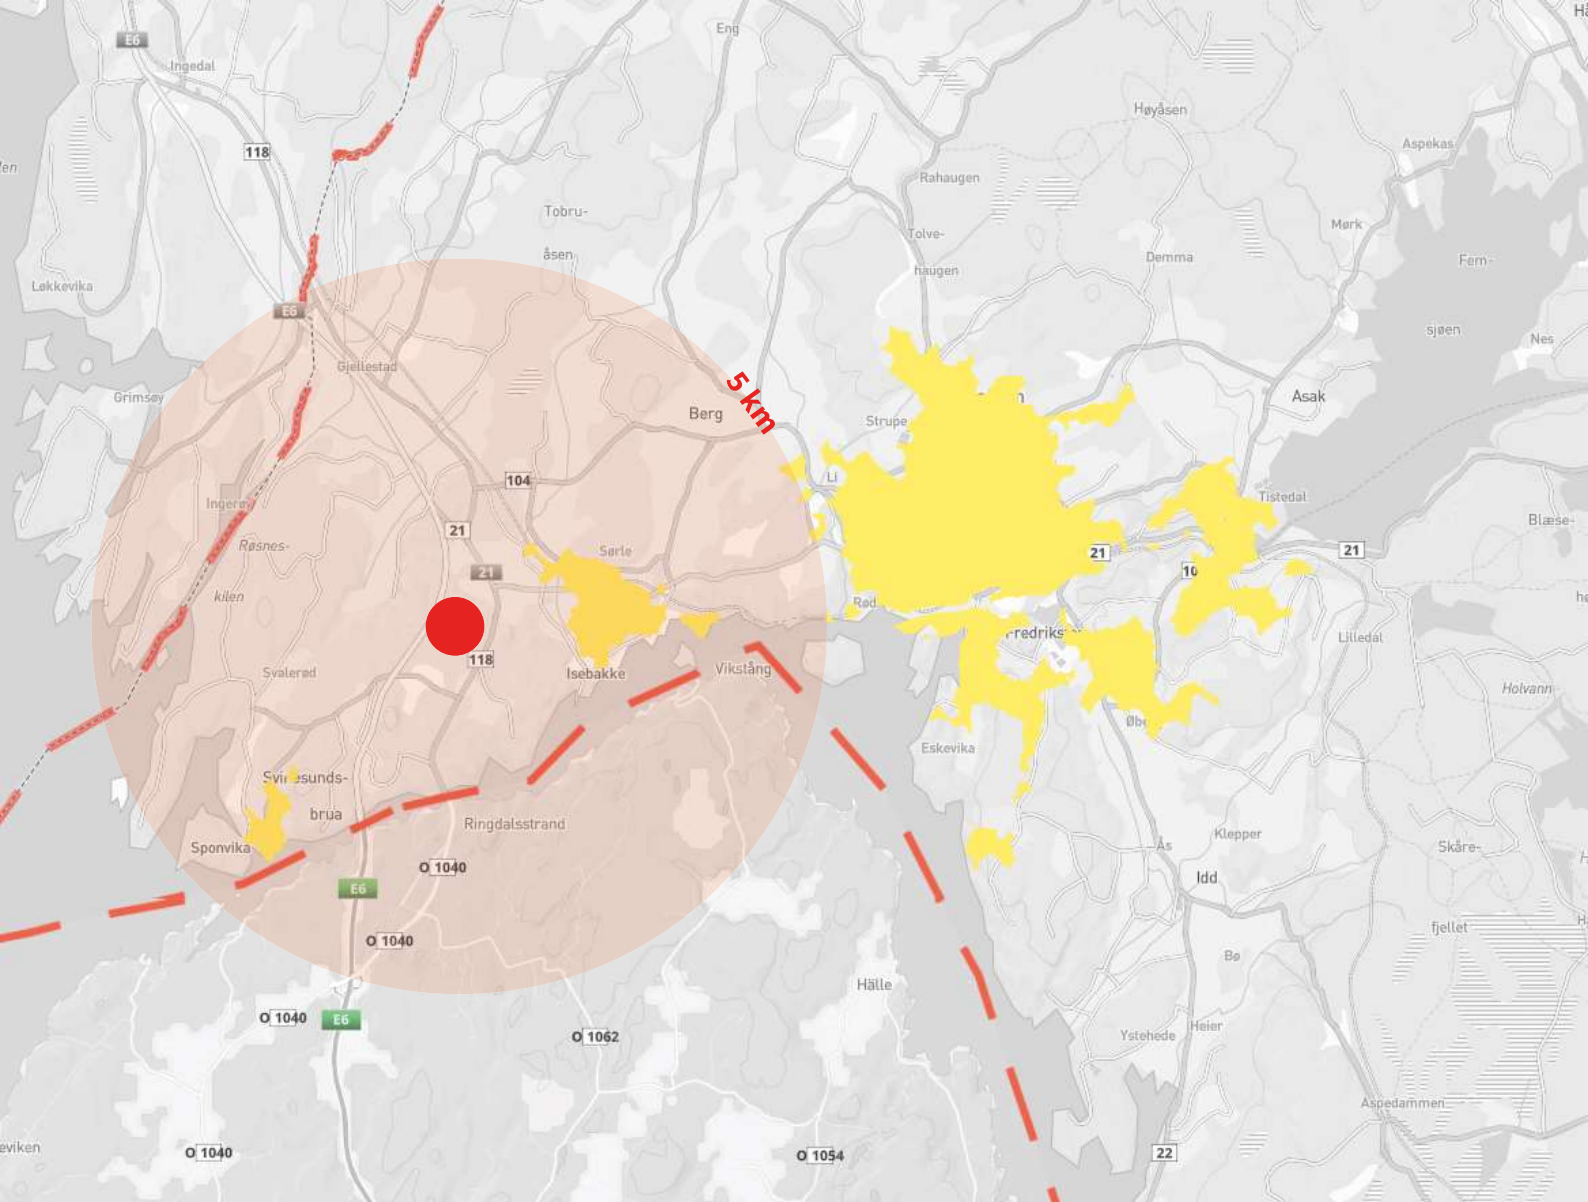 Eng
E6
Ingedal
Høyåsen
118
Aspekas
Rahaugen
Tobru-
åsen
Mørk
Tolve-
haugen
Demma
Fem-
sjøen
Løkkevika
E6
Nes
Gjellestad
5 km
Grimsøy
Asak
Berg
Strupe
Li
104
Tistedal
Ingerø
Blæse-
21
Røsnes-
kilen
Sørle
21
21
21
10
Rød
Fredriks
Lilledal
118
Svalerød
Isebakke
Vikstång
Holvann
Eskevika
Svinesunds-
brua
Sponvika
Ringdalsstrand
Klepper
Ås
Skåre-
O 1040
Idd
E6
fjellet
O 1040
Bø
Hälle
O 1040
E6
O 1062
Ystehede
Heier
Aspedammen
eviken
O 1040
O 1054
22